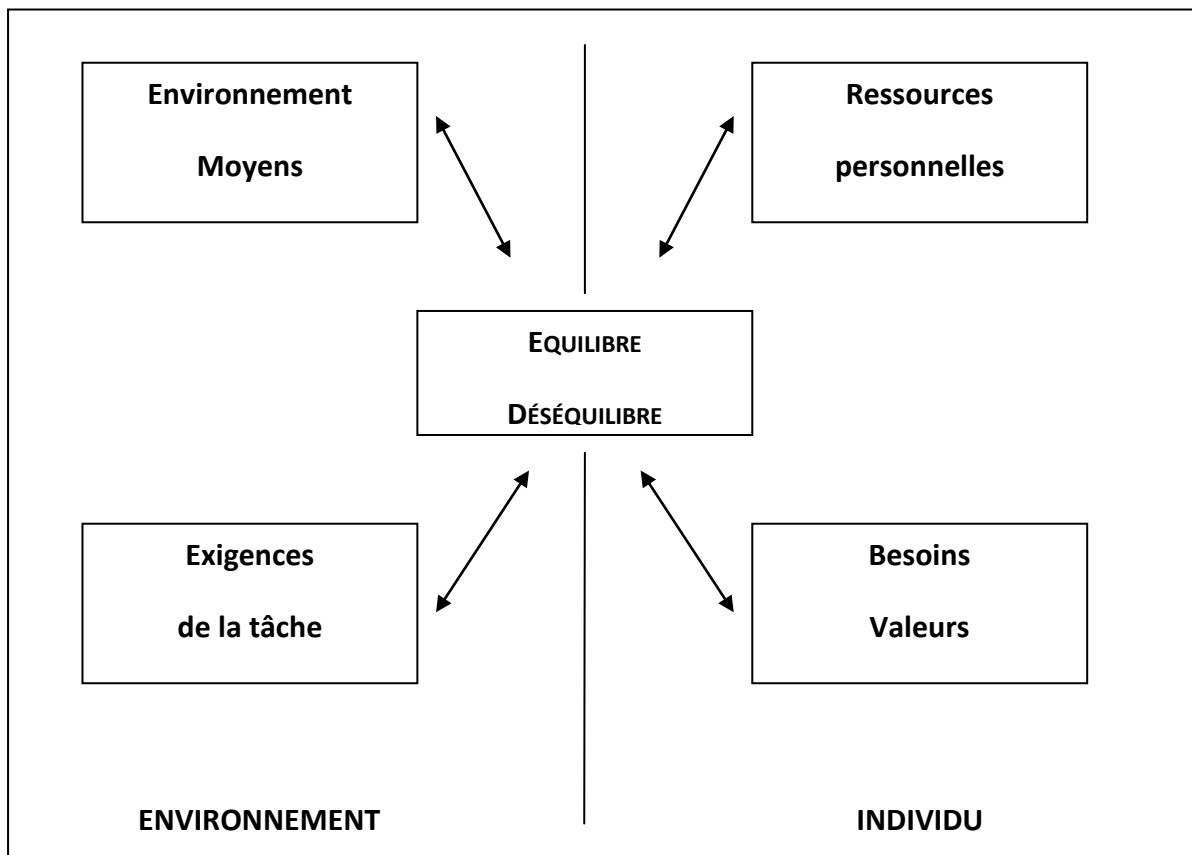 Environnement
Moyens
Ressources
personnelles
EQUILIBRE
DÉSÉQUILIBRE
Exigences
de la tâche
Besoins
Valeurs
ENVIRONNEMENT
INDIVIDU